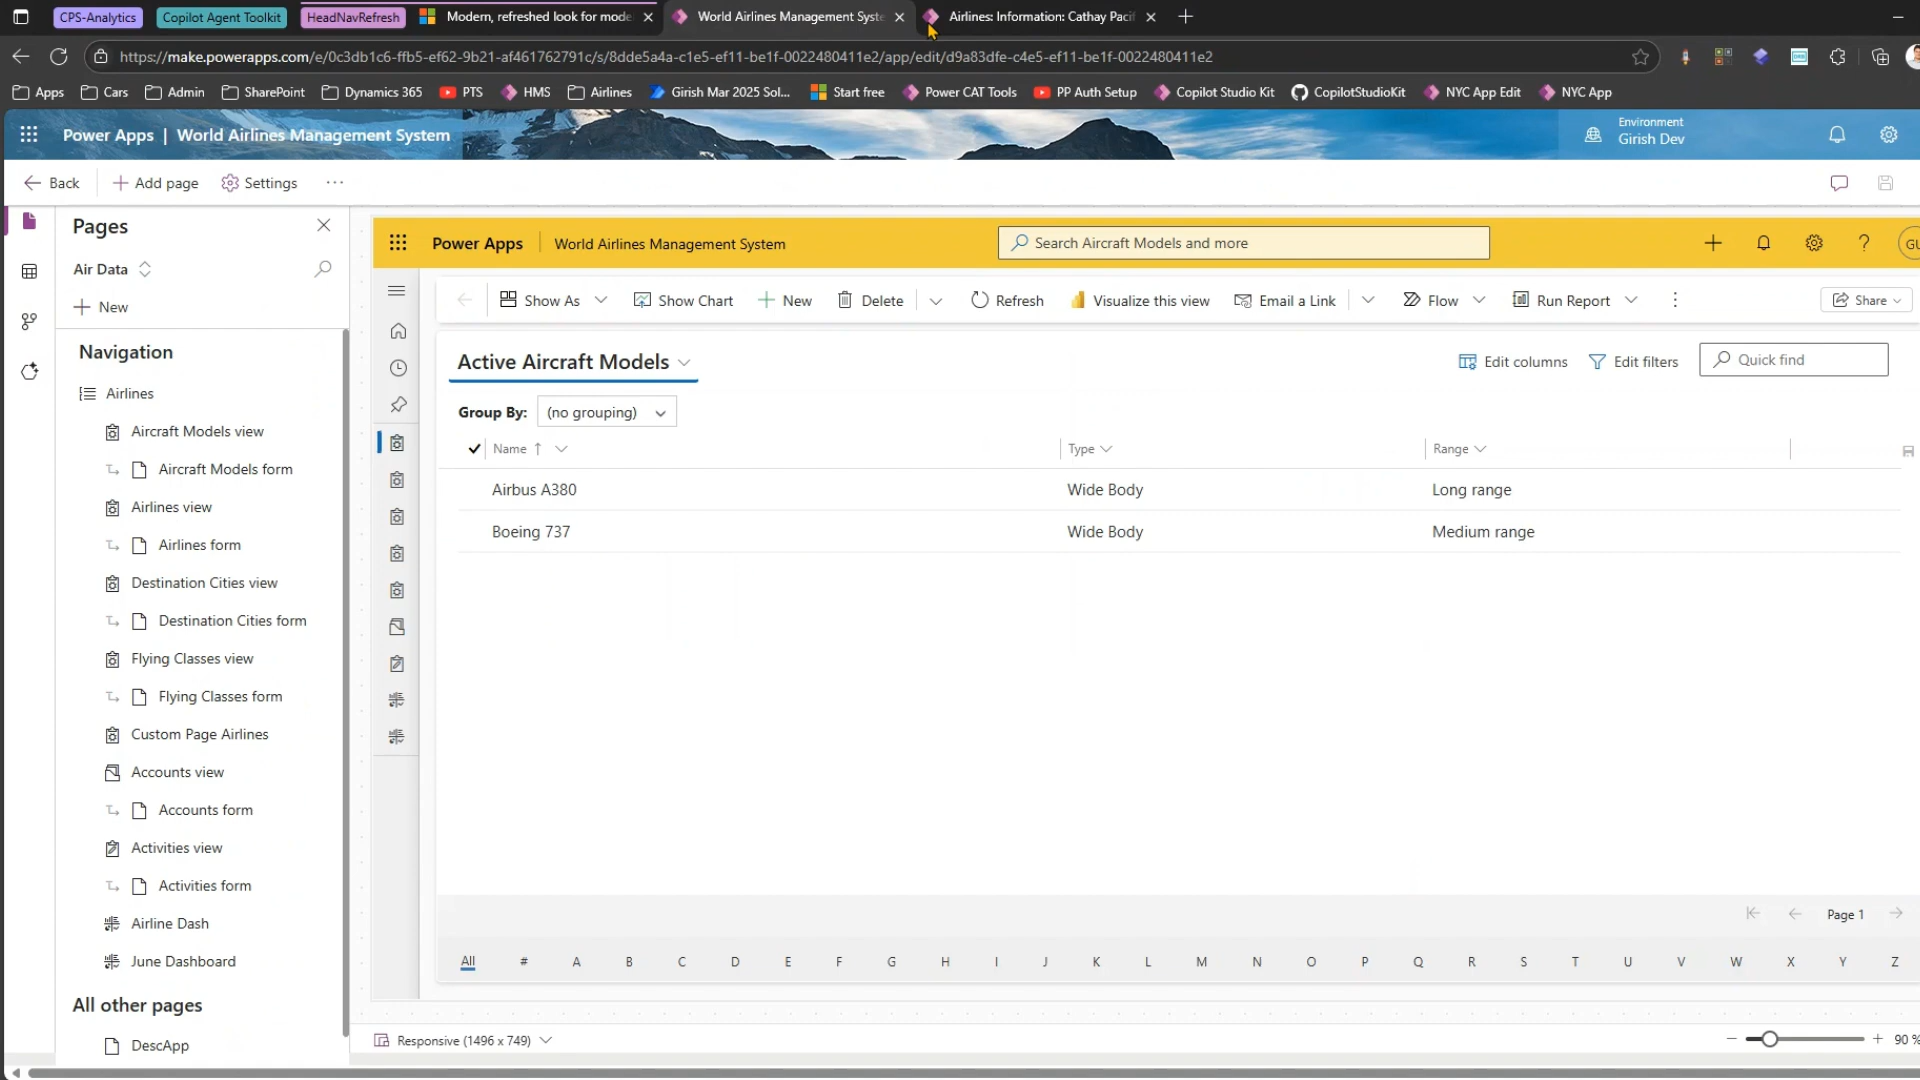 CPS-Analytics
Copilot Agent Toolkit
HeadNavRefresh
Modern, refreshed look for mode
World Airlines Management Syste
Airlines: Information: Cathay Pacif
https://make.powerapps.com/e/0c3db1c6-ffb5-ef62-9b21-af461762791c/s/8dde5a4a-c1e5-ef11-be1f-0022480411e2/app/edit/d9a83dfe-c4e5-ef11-be1f-0022480411e2
Apps
Cars
Admin
SharePoint
Dynamics 365
PTS
HMS
Airlines
Girish Mar 2025 Sol...
Start free
Power CAT Tools
PP Auth Setup
Copilot Studio Kit
CopilotStudioKit
NYC App Edit
NYC App
Power Apps | World Airlines Management System
Environment
Girish Dev
Back
Add page
Settings
Pages
Air Data
New
Navigation
Airlines
Aircraft Models view
Aircraft Models form
Airlines view
Airlines form
Destination Cities view
Destination Cities form
Flying Classes view
Flying Classes form
Custom Page Airlines
Accounts view
Accounts form
Activities view
Activities form
Airline Dash
June Dashboard
All other pages
DescApp
Power Apps
World Airlines Management System
Search Aircraft Models and more
GU
Show As
Show Chart
New
Delete
Refresh
Visualize this view
Email a Link
Flow
Run Report
Share
Active Aircraft Models
Edit columns
Edit filters
Quick find
Group By: (no grouping)
Name ↑
Type
Range
Airbus A380
Wide Body
Long range
Boeing 737
Wide Body
Medium range
Page 1
All # A B C D E F G H I J K L M N O P Q R S T U V W X Y Z
Responsive (1496 x 749)
90 %